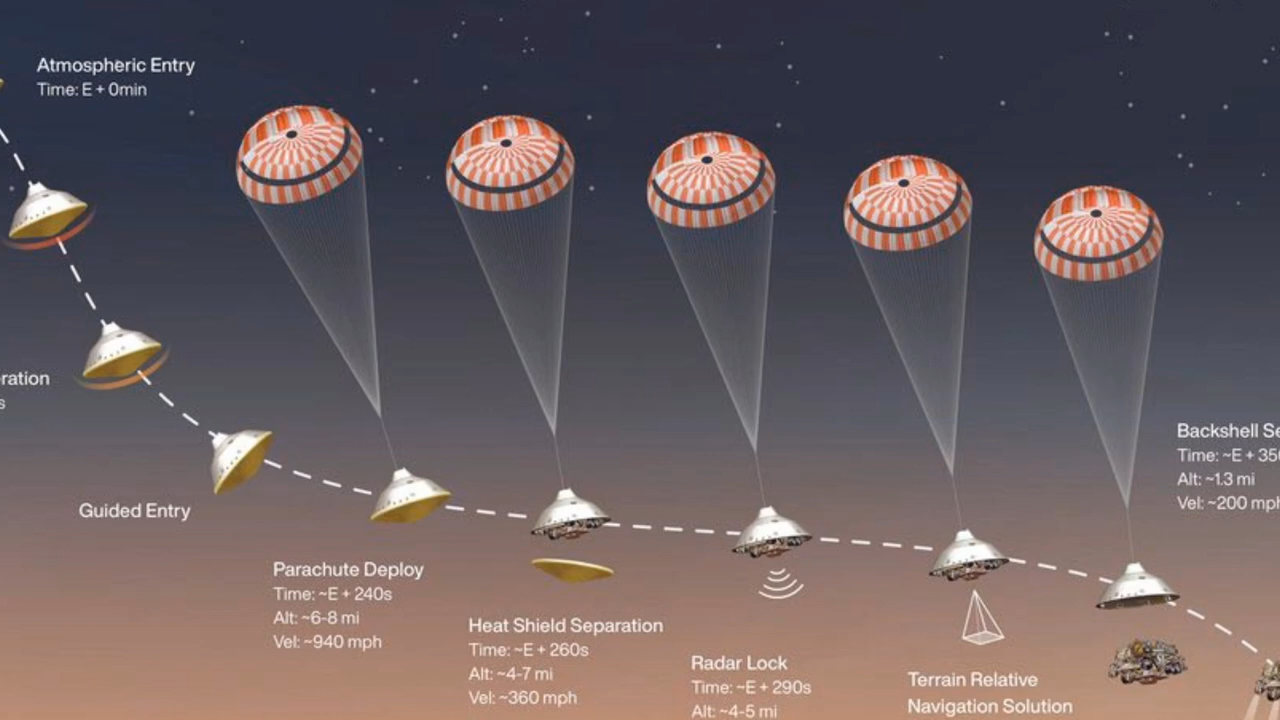 Atmospheric Entry
Time: E + 0min
Guided Entry
Parachute Deploy
Time: ~E + 240s
Alt: ~6-8 mi
Vel: ~940 mph
Heat Shield Separation
Time: ~E + 260s
Alt: ~4-7 mi
Vel: ~360 mph
Radar Lock
Time: ~E + 290s
Alt: ~4-5 mi
Terrain Relative
Navigation Solution
Backshell
Time: ~E +
Alt: ~1.3 mi
Vel: ~200 mph